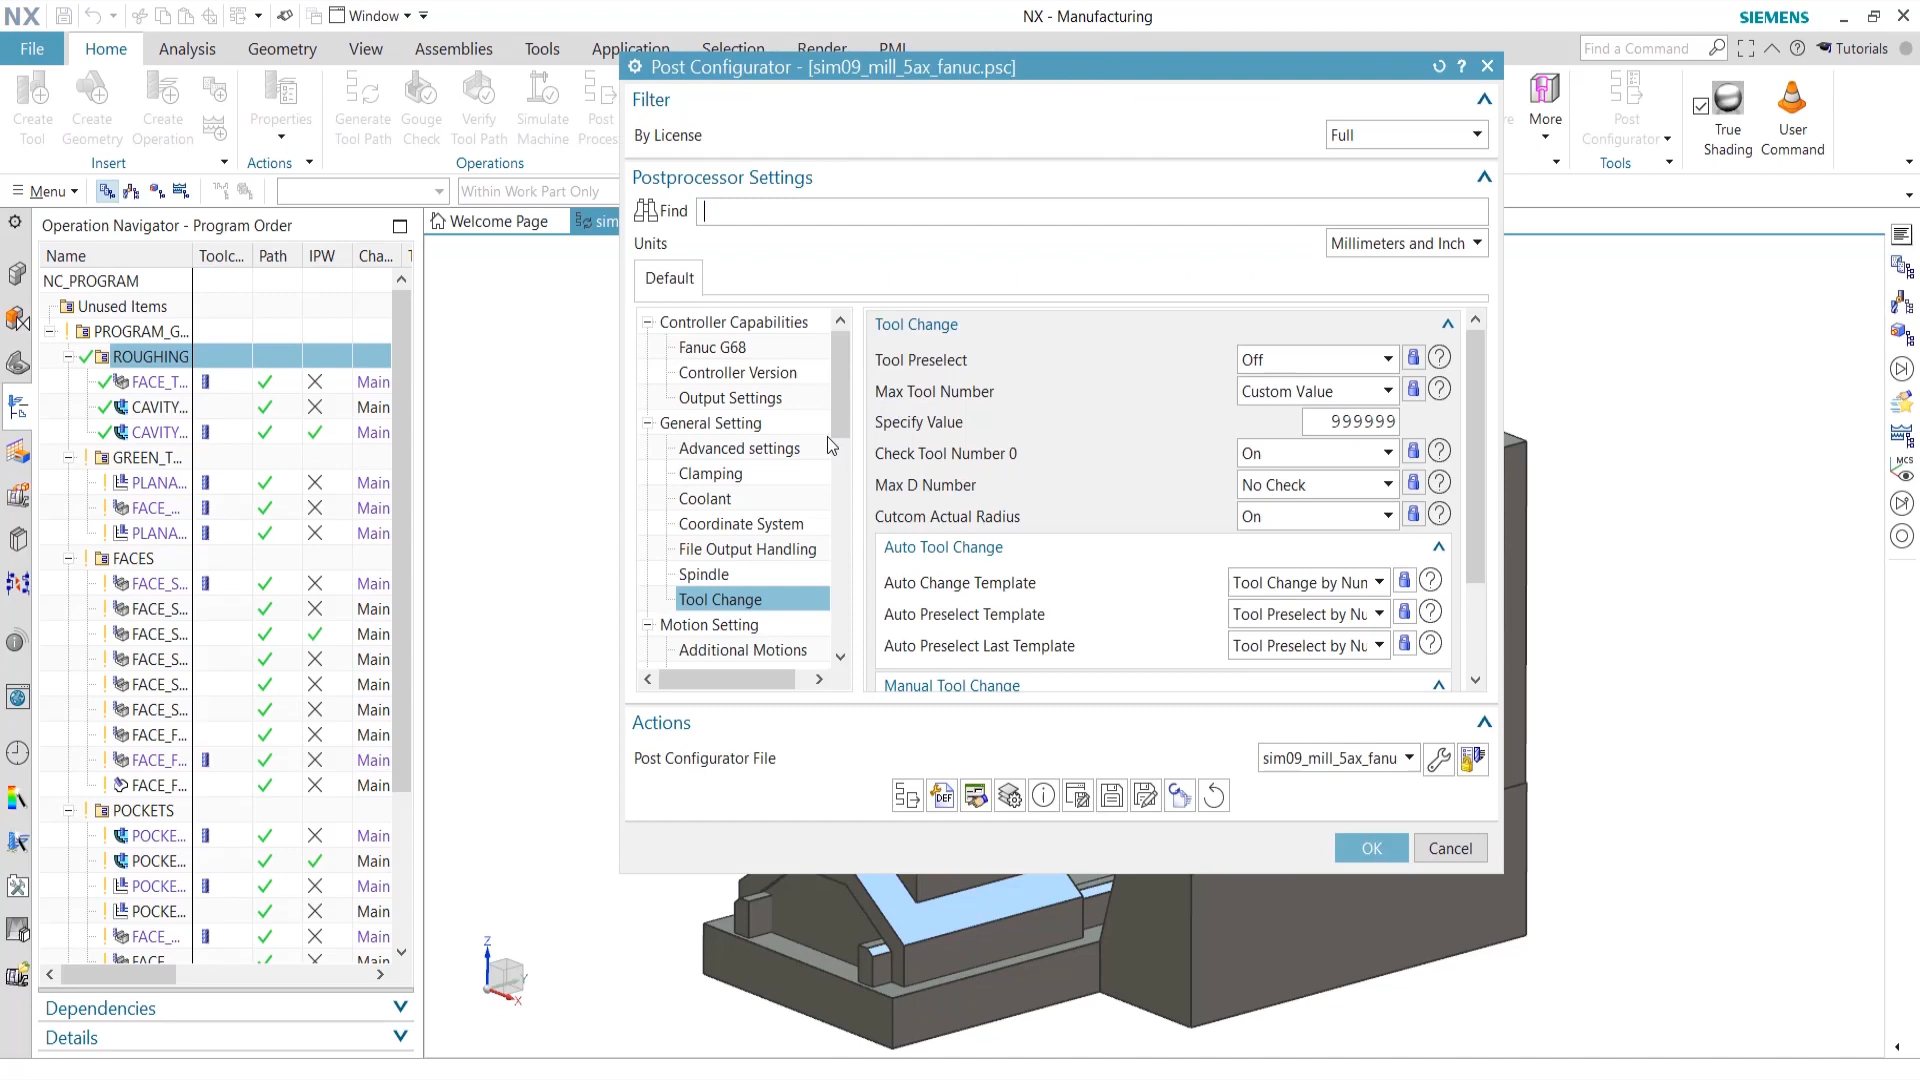 NX Window NX - Manufacturing SIEMENS
File Home Analysis Geometry View Assemblies Tools Application Selection Render PMI Find a Command Tutorials
Create Tool
Create Geometry
Create Operation
Properties
Generate Tool Path
Gouge Check
Verify Tool Path
Simulate Machine
Post
More
Post Configurator
True Shading
User Command
Insert Actions Operations Tools
Menu Within Work Part Only
Operation Navigator - Program Order
Welcome Page sim
Name Toolc... Path IPW Cha...
NC_PROGRAM
Unused Items
PROGRAM_G...
ROUGHING
FACE_T... Main
CAVITY... Main
CAVITY... Main
GREEN_T...
PLANA... Main
FACE_... Main
PLANA... Main
FACES
FACE_S... Main
FACE_S... Main
FACE_S... Main
FACE_S... Main
FACE_S... Main
FACE_S... Main
FACE_F... Main
FACE_F... Main
FACE_F... Main
POCKETS
POCKE... Main
POCKE... Main
POCKE... Main
POCKE... Main
FACE_... Main
FACE Main
Dependencies
Details
Post Configurator - [sim09_mill_5ax_fanuc.psc]
Filter
By License Full
Postprocessor Settings
Find
Units Millimeters and Inch
Default
Controller Capabilities
Fanuc G68
Controller Version
Output Settings
General Setting
Advanced settings
Clamping
Coolant
Coordinate System
File Output Handling
Spindle
Tool Change
Motion Setting
Additional Motions
Tool Change
Tool Preselect Off
Max Tool Number Custom Value
Specify Value 999999
Check Tool Number 0 On
Max D Number No Check
Cutcom Actual Radius On
Auto Tool Change
Auto Change Template Tool Change by Nun
Auto Preselect Template Tool Preselect by Nu
Auto Preselect Last Template Tool Preselect by Nu
Manual Tool Change
Actions
Post Configurator File sim09_mill_5ax_fanu
DEF
OK Cancel
MCS
Z
X